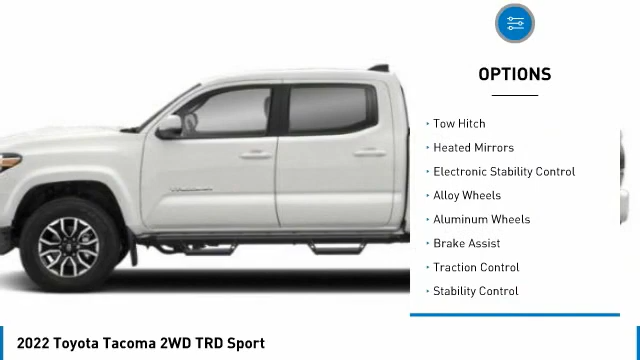 OPTIONS
Tow Hitch
Heated Mirrors
Electronic Stability Control
Alloy Wheels
Aluminum Wheels
Brake Assist
Traction Control
Stability Control
2022 Toyota Tacoma 2WD TRD Sport